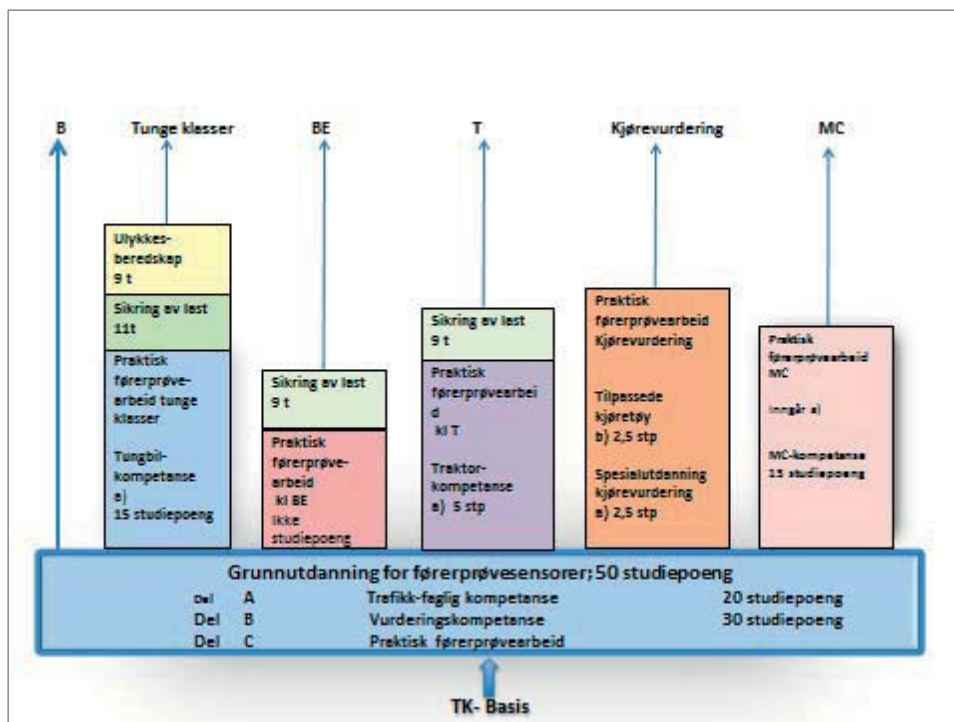 B
Tunge klasser
BE
T
Kjørevurdering
MC
Ulykkes-
beredskap
9 t
Sikring av last
11t
Praktisk
førerprøve-
arbeid tunge
klasser
Tungbil-
kompetanse
a)
15 studiepoeng
Sikring av last
9 t
Praktisk
førerprøve-
arbeid
kl BE
Ikke
studiepoeng
Sikring av last
9 t
Praktisk
førerprøvearbei
d
kl T
Traktor-
kompetanse
a) 5 stp
Praktisk
førerprøvearbeid
Kjørevurdering
Tilpassede
kjøretøy
b) 2,5 stp
Spesialutdanning
kjørevurdering
a) 2,5 stp
Praktisk
førerprøvearbeid
MC
Inngår a)
MC-kompetanse
15 studiepoeng
Grunnutdanning for førerprøvesensorer; 50 studiepoeng
Del A Trafikk-faglig kompetanse 20 studiepoeng
Del B Vurderingskompetanse 30 studiepoeng
Del C Praktisk førerprøvearbeid
TK- Basis